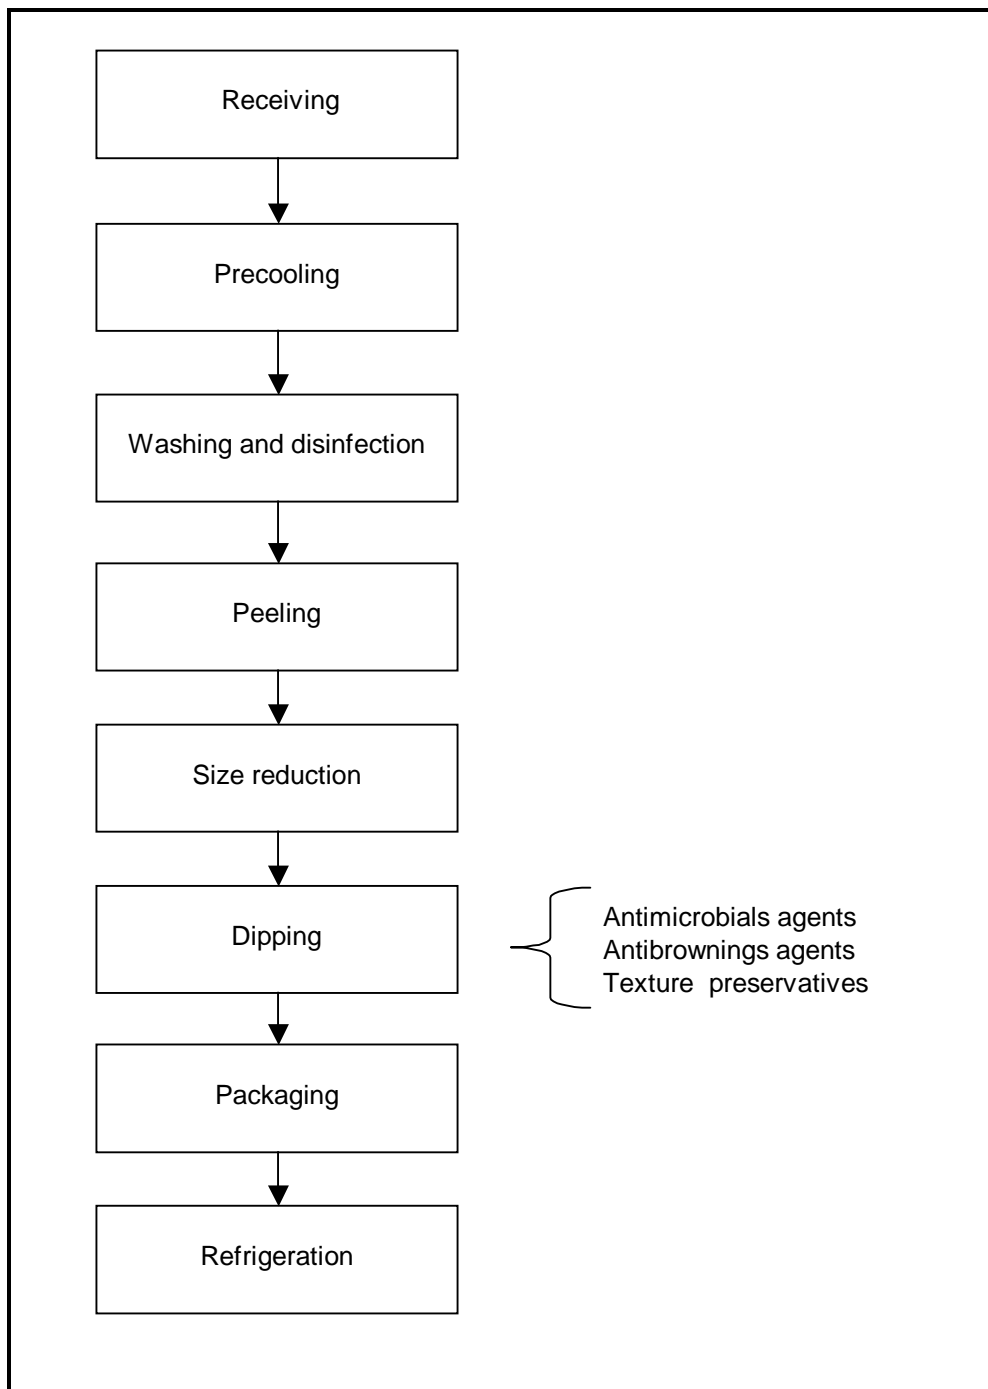 Receiving
Precooling
Washing and disinfection
Peeling
Size reduction
Dipping
Antimicrobials agents
Antibrownings agents
Texture preservatives
Packaging
Refrigeration